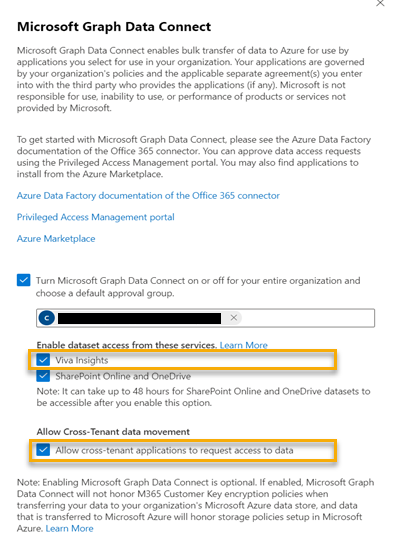 Microsoft Graph Data Connect
Microsoft Graph Data Connect enables bulk transfer of data to Azure for use by
applications you select for use in your organization. Your applications are governed
by your organization's policies and the applicable separate agreement(s) you enter
into with the third party who provides the applications (if any). Microsoft is not
responsible for use, inability to use, or performance of products or services not
provided by Microsoft.
To get started with Microsoft Graph Data Connect, please see the Azure Data Factory
documentation of the Office 365 connector. You can approve data access requests
using the Privileged Access Management portal. You may also find applications to
install from the Azure Marketplace.
Azure Data Factory documentation of the Office 365 connector
Privileged Access Management portal
Azure Marketplace
Turn Microsoft Graph Data Connect on or off for your entire organization and
choose a default approval group.
C
Enable dataset access from these services. Learn More
Viva Insights
SharePoint Online and OneDrive
Note: It can take up to 48 hours for SharePoint Online and OneDrive datasets to
be accessible after you enable this option.
Allow Cross-Tenant data movement
Allow cross-tenant applications to request access to data
Note: Enabling Microsoft Graph Data Connect is optional. If enabled, Microsoft Graph
Data Connect will not honor M365 Customer Key encryption policies when
transferring your data to your organization's Microsoft Azure data store, and data
that is transferred to Microsoft Azure will honor storage policies setup in Microsoft
Azure. Learn More